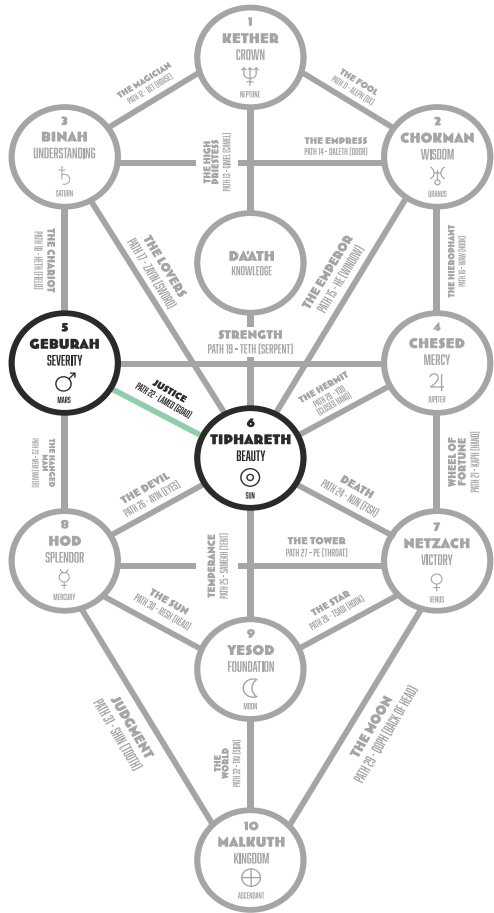 1
KETHER
CROWN
NEPTUNE
THE MAGICIAN
PATH 12 - BET (HOUSE)
THE FOOL
PATH 11 - ALEPH (OX)
3
BINAH
UNDERSTANDING
SATURN
THE HIGH
PRIESTESS
PATH 13 - GIMEL (CAMEL)
THE EMPRESS
PATH 14 - DALETH (DOOR)
2
CHOKMAH
WISDOM
URANUS
THE CHARIOT
PATH 18 - HETH (FIELD)
THE LOVERS
PATH 17 - ZAYIN (SWORD)
DA'ATH
KNOWLEDGE
THE EMPEROR
PATH 15 - HE (WINDOW)
THE HIEROPHANT
PATH 16 - WAW (HOOK)
STRENGTH
PATH 19 - TETH (SERPENT)
5
GEBURAH
SEVERITY
MARS
4
CHESED
MERCY
JUPITER
JUSTICE
PATH 22 - LAMED (GOAD)
THE HERMIT
PATH 20 - YOD
(CLOSED HAND)
6
TIPHARETH
BEAUTY
SUN
THE HANGED
MAN
PATH 23 - MEM (WATER)
WHEEL OF
FORTUNE
PATH 21 - KAPH (HAND)
THE DEVIL
PATH 26 - AYIN (EYES)
DEATH
PATH 24 - NUN (FISH)
8
HOD
SPLENDOR
MERCURY
TEMPERANCE
PATH 25 - SAMEKH (TENT)
THE TOWER
PATH 27 - PE (THROAT)
7
NETZACH
VICTORY
VENUS
THE SUN
PATH 30 - RESH (HEAD)
THE STAR
PATH 28 - TSADI (HOOK)
9
YESOD
FOUNDATION
MOON
JUDGMENT
PATH 31 - SHIN (TOOTH)
THE
WORLD
PATH 32 - TAV (SIGN)
THE MOON
PATH 29 - QOPH (BACK OF HEAD)
10
MALKUTH
KINGDOM
ASCENDANT